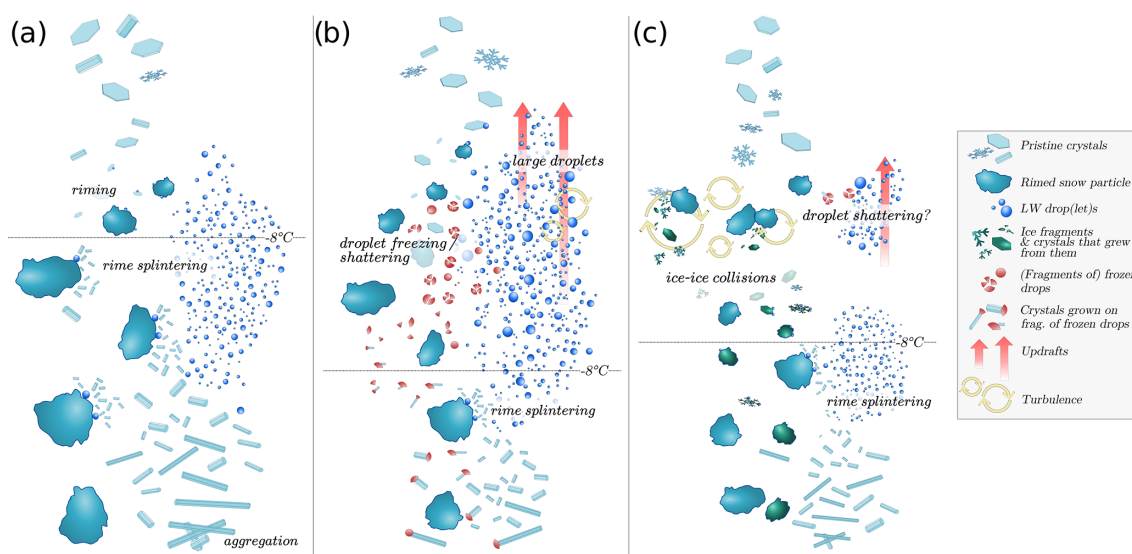 (a)
riming
-8°C
rime splintering
aggregation
(b)
large droplets
droplet freezing/
shattering
-8°C
rime splintering
(c)
droplet shattering?
ice-ice collisions
-8°C
rime splintering
Pristine crystals
Rimed snow particle
LW drop(let)s
Ice fragments
& crystals that grew
from them
(Fragments of) frozen
drops
Crystals grown on
frag. of frozen drops
Updrafts
Turbulence